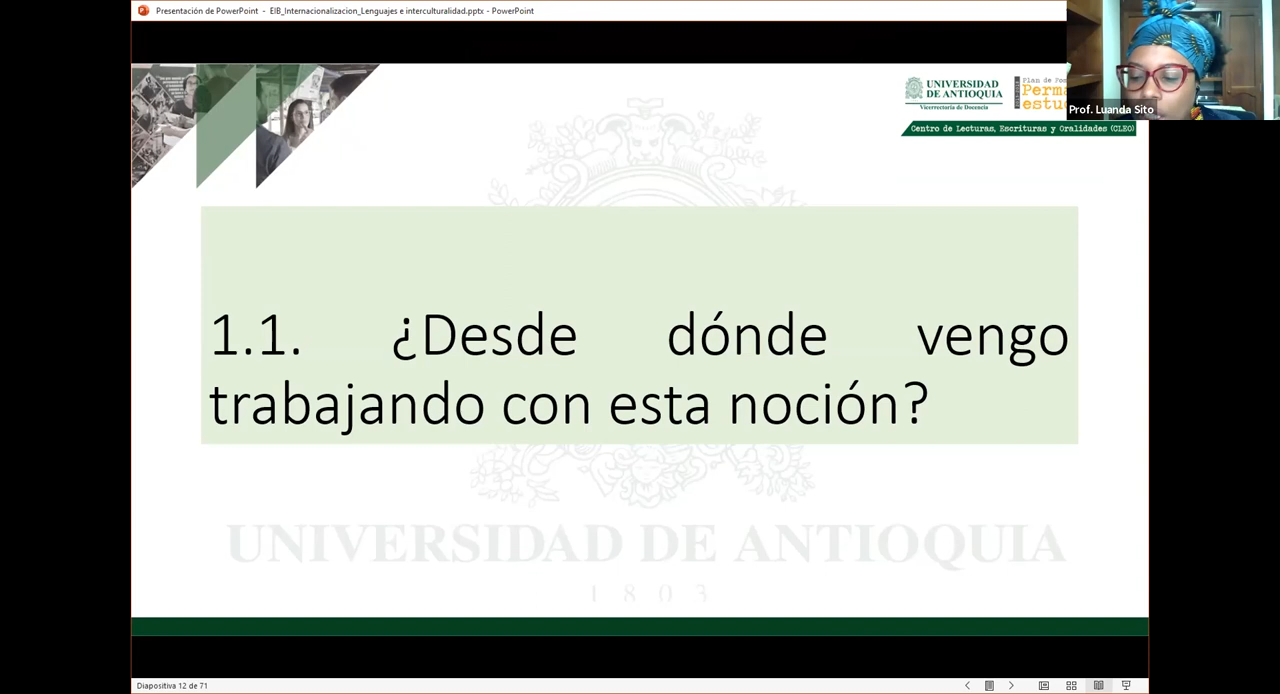 Presentación de PowerPoint - EIB_Internacionalizacion_Lenguajes e interculturalidad.pptx - PowerPoint
UNIVERSIDAD
DE ANTIOQUIA
Vicerrectoría de Docencia
Prof. Luanda Sito
Centro de Lecturas, Escrituras y Oralidades (CLEO)
1.1. ¿Desde dónde vengo
trabajando con esta noción?
UNIVERSIDAD DE ANTIOQUIA
1803
Diapositiva 12 de 71